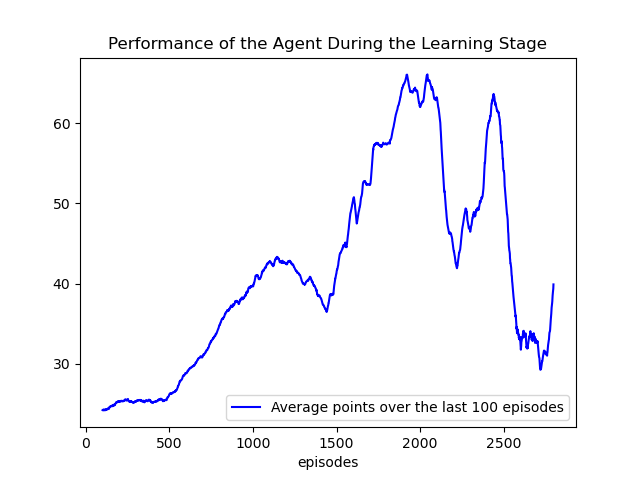 Performance of the Agent During the Learning Stage
60
50
40
30
Average points over the last 100 episodes
0 500 1000 1500 2000 2500
episodes